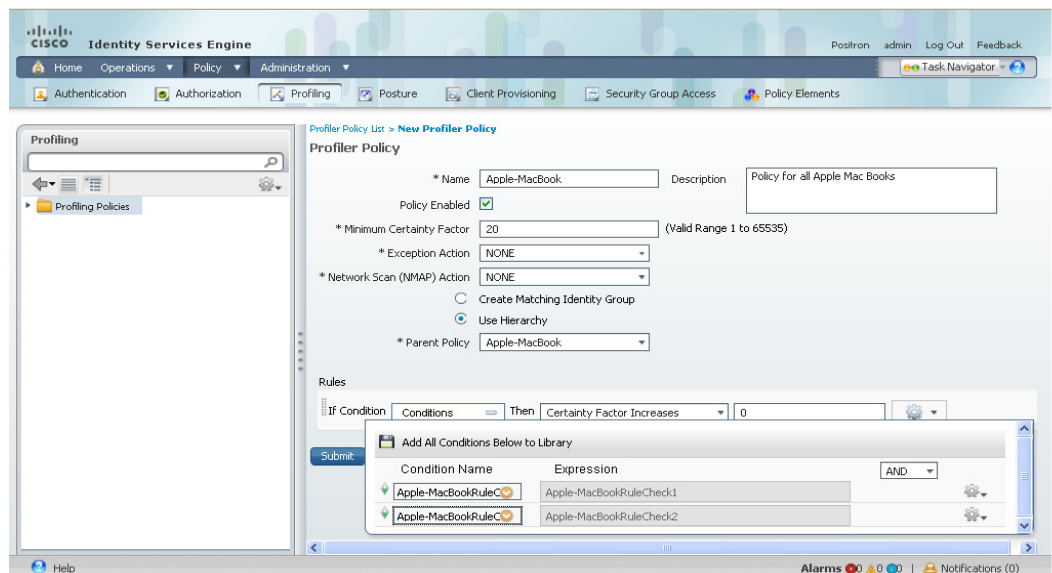 CISCO Identity Services Engine
Positron admin Log Out Feedback
Home Operations Policy Administration
Task Navigator
Authentication Authorization Profiling Posture Client Provisioning Security Group Access Policy Elements
Profiling
Profiling Policies
Profiler Policy List > New Profiler Policy
Profiler Policy
* Name Apple-MacBook Description Policy for all Apple Mac Books
Policy Enabled
* Minimum Certainty Factor 20 (Valid Range 1 to 65535)
* Exception Action NONE
* Network Scan (NMAP) Action NONE
Create Matching Identity Group
Use Hierarchy
* Parent Policy Apple-MacBook
Rules
If Condition Conditions Then Certainty Factor Increases 0
Add All Conditions Below to Library
Submit
Condition Name Expression AND
Apple-MacBookRuleC Apple-MacBookRuleCheck1
Apple-MacBookRuleC Apple-MacBookRuleCheck2
Help
Alarms 0 0 0 | Notifications (0)